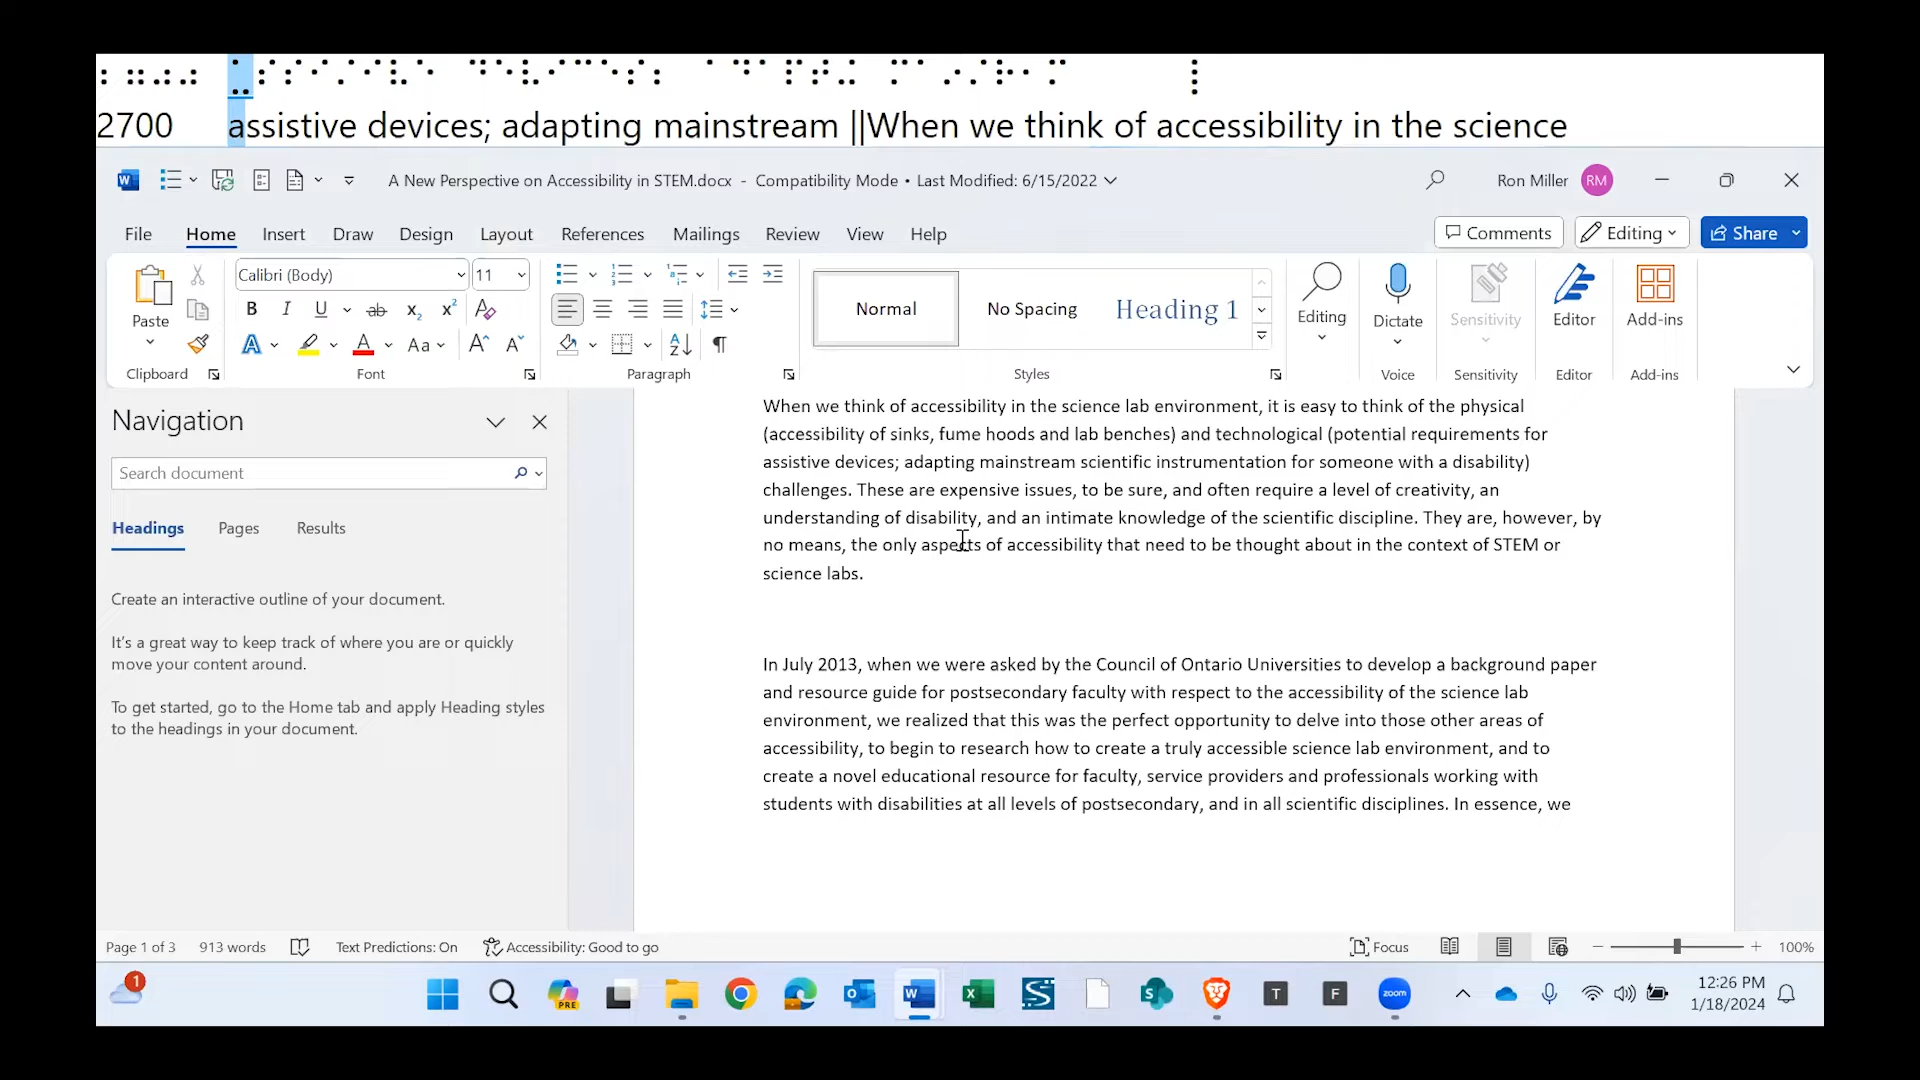 2700 assistive devices; adapting mainstream ||When we think of accessibility in the science
A New Perspective on Accessibility in STEM.docx - Compatibility Mode • Last Modified: 6/15/2022
Ron Miller RM
File Home Insert Draw Design Layout References Mailings Review View Help
Comments Editing Share
Calibri (Body) 11
Paste
Normal No Spacing Heading 1
Editing Dictate Sensitivity Editor Add-ins
Clipboard Font Paragraph Styles Voice Sensitivity Editor Add-ins
Navigation
Search document
Headings Pages Results
Create an interactive outline of your document.
It's a great way to keep track of where you are or quickly
move your content around.
To get started, go to the Home tab and apply Heading styles
to the headings in your document.
When we think of accessibility in the science lab environment, it is easy to think of the physical
(accessibility of sinks, fume hoods and lab benches) and technological (potential requirements for
assistive devices; adapting mainstream scientific instrumentation for someone with a disability)
challenges. These are expensive issues, to be sure, and often require a level of creativity, an
understanding of disability, and an intimate knowledge of the scientific discipline. They are, however, by
no means, the only aspects of accessibility that need to be thought about in the context of STEM or
science labs.
In July 2013, when we were asked by the Council of Ontario Universities to develop a background paper
and resource guide for postsecondary faculty with respect to the accessibility of the science lab
environment, we realized that this was the perfect opportunity to delve into those other areas of
accessibility, to begin to research how to create a truly accessible science lab environment, and to
create a novel educational resource for faculty, service providers and professionals working with
students with disabilities at all levels of postsecondary, and in all scientific disciplines. In essence, we
Page 1 of 3 913 words Text Predictions: On Accessibility: Good to go
Focus 100%
1
PRE
T
F
zoom
12:26 PM
1/18/2024